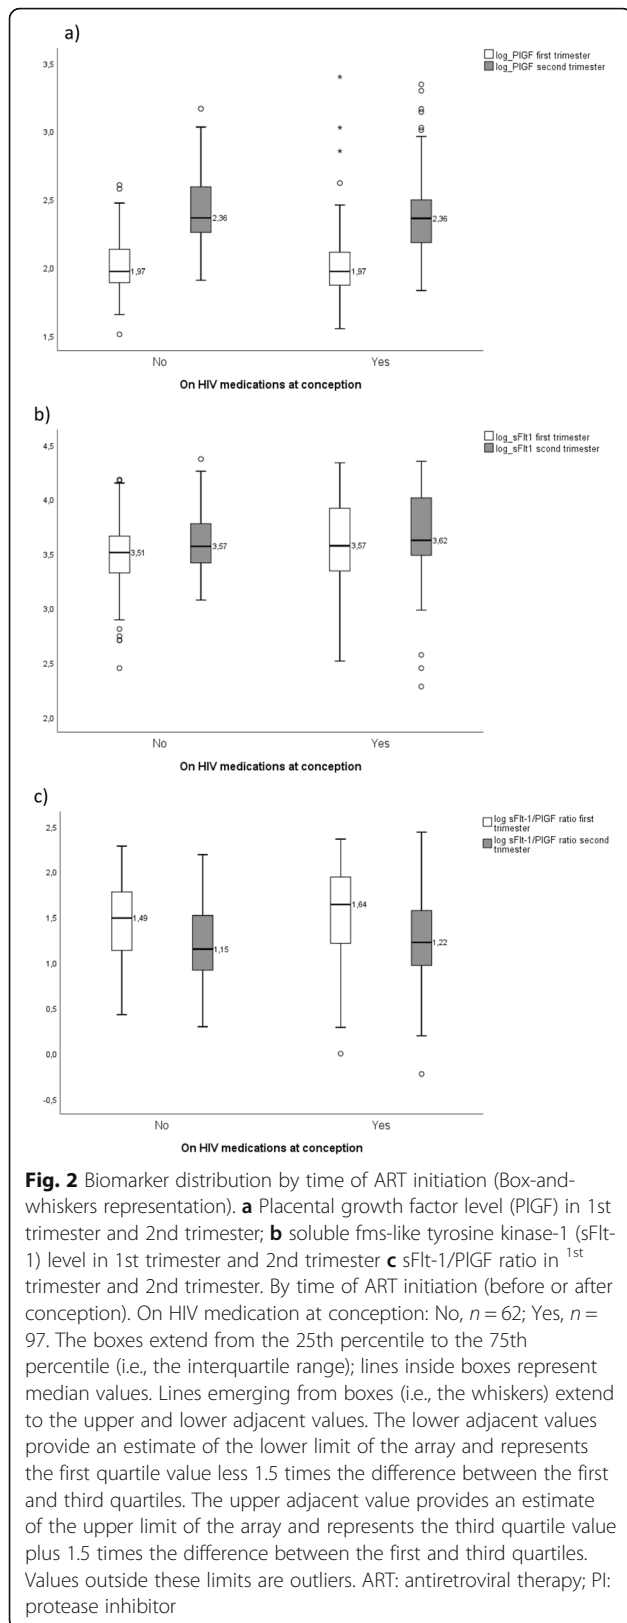 a)
log_PlGF first trimester
log_PlGF second trimester
3,5
3,0
2,5
2,0
1,5
1,97
2,36
1,97
2,36
No
Yes
On HIV medications at conception
b)
log_sFlt1 first trimester
log_sFlt1 second trimester
4,5
4,0
3,5
3,0
2,5
2,0
3,51
3,57
3,57
3,62
No
Yes
On HIV medications at conception
c)
log sFlt-1/PlGF ratio first
trimester
log sFlt-1/PlGF ratio second
trimester
2,5
2,0
1,5
1,0
0,5
0,0
-0,5
1,49
1,15
1,64
1,22
No
Yes
On HIV medications at conception
Fig. 2 Biomarker distribution by time of ART initiation (Box-and-
whiskers representation). a Placental growth factor level (PlGF) in 1st
trimester and 2nd trimester; b soluble fms-like tyrosine kinase-1 (sFlt-
1) level in 1st trimester and 2nd trimester c sFlt-1/PlGF ratio in 1st
trimester and 2nd trimester. By time of ART initiation (before or after
conception). On HIV medication at conception: No, n = 62; Yes, n =
97. The boxes extend from the 25th percentile to the 75th
percentile (i.e., the interquartile range); lines inside boxes represent
median values. Lines emerging from boxes (i.e., the whiskers) extend
to the upper and lower adjacent values. The lower adjacent values
provide an estimate of the lower limit of the array and represents
the first quartile value less 1.5 times the difference between the first
and third quartiles. The upper adjacent value provides an estimate
of the upper limit of the array and represents the third quartile value
plus 1.5 times the difference between the first and third quartiles.
Values outside these limits are outliers. ART: antiretroviral therapy; PI:
protease inhibitor